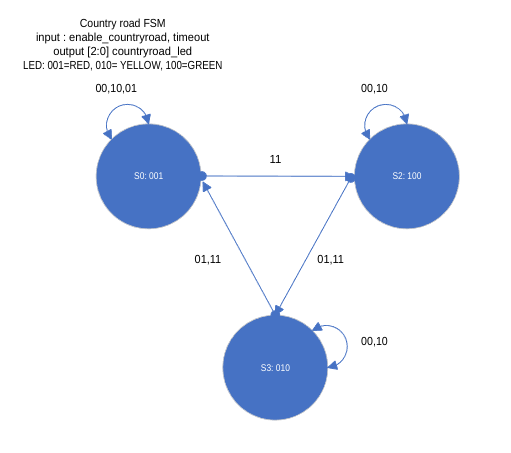 Country road FSM
input : enable_countryroad, timeout
output [2:0] countryroad_led
LED: 001=RED, 010= YELLOW, 100=GREEN
00,10,01
00,10
S0: 001
11
S2: 100
01,11
01,11
S3: 010
00,10